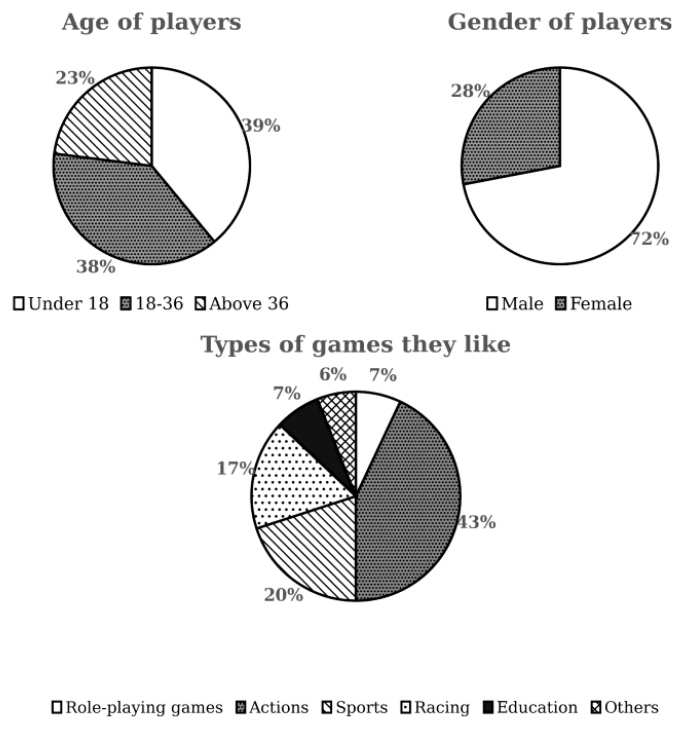 Age of players
Gender of players
23%
39%
38%
28%
72%
Under 18 18-36 Above 36
Male Female
Types of games they like
6% 7%
7%
17%
43%
20%
Role-playing games Actions Sports Racing Education Others